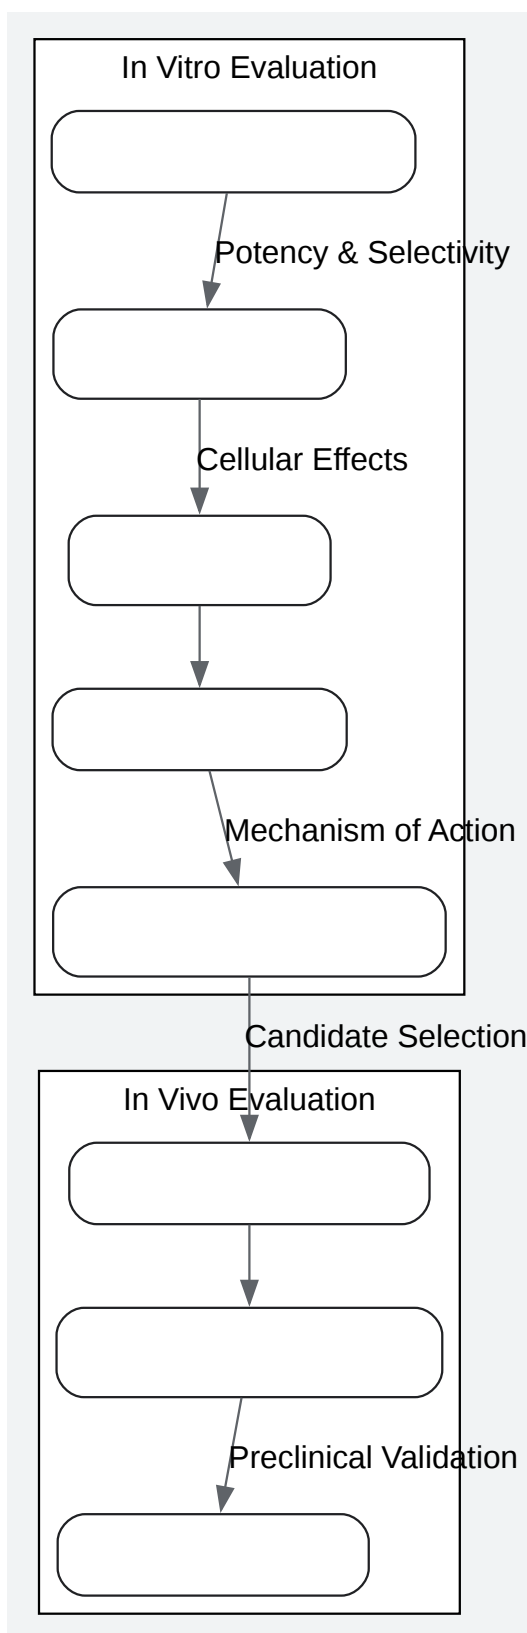 In Vitro Evaluation
Potency & Selectivity
Cellular Effects
Mechanism of Action
Candidate Selection
In Vivo Evaluation
Preclinical Validation